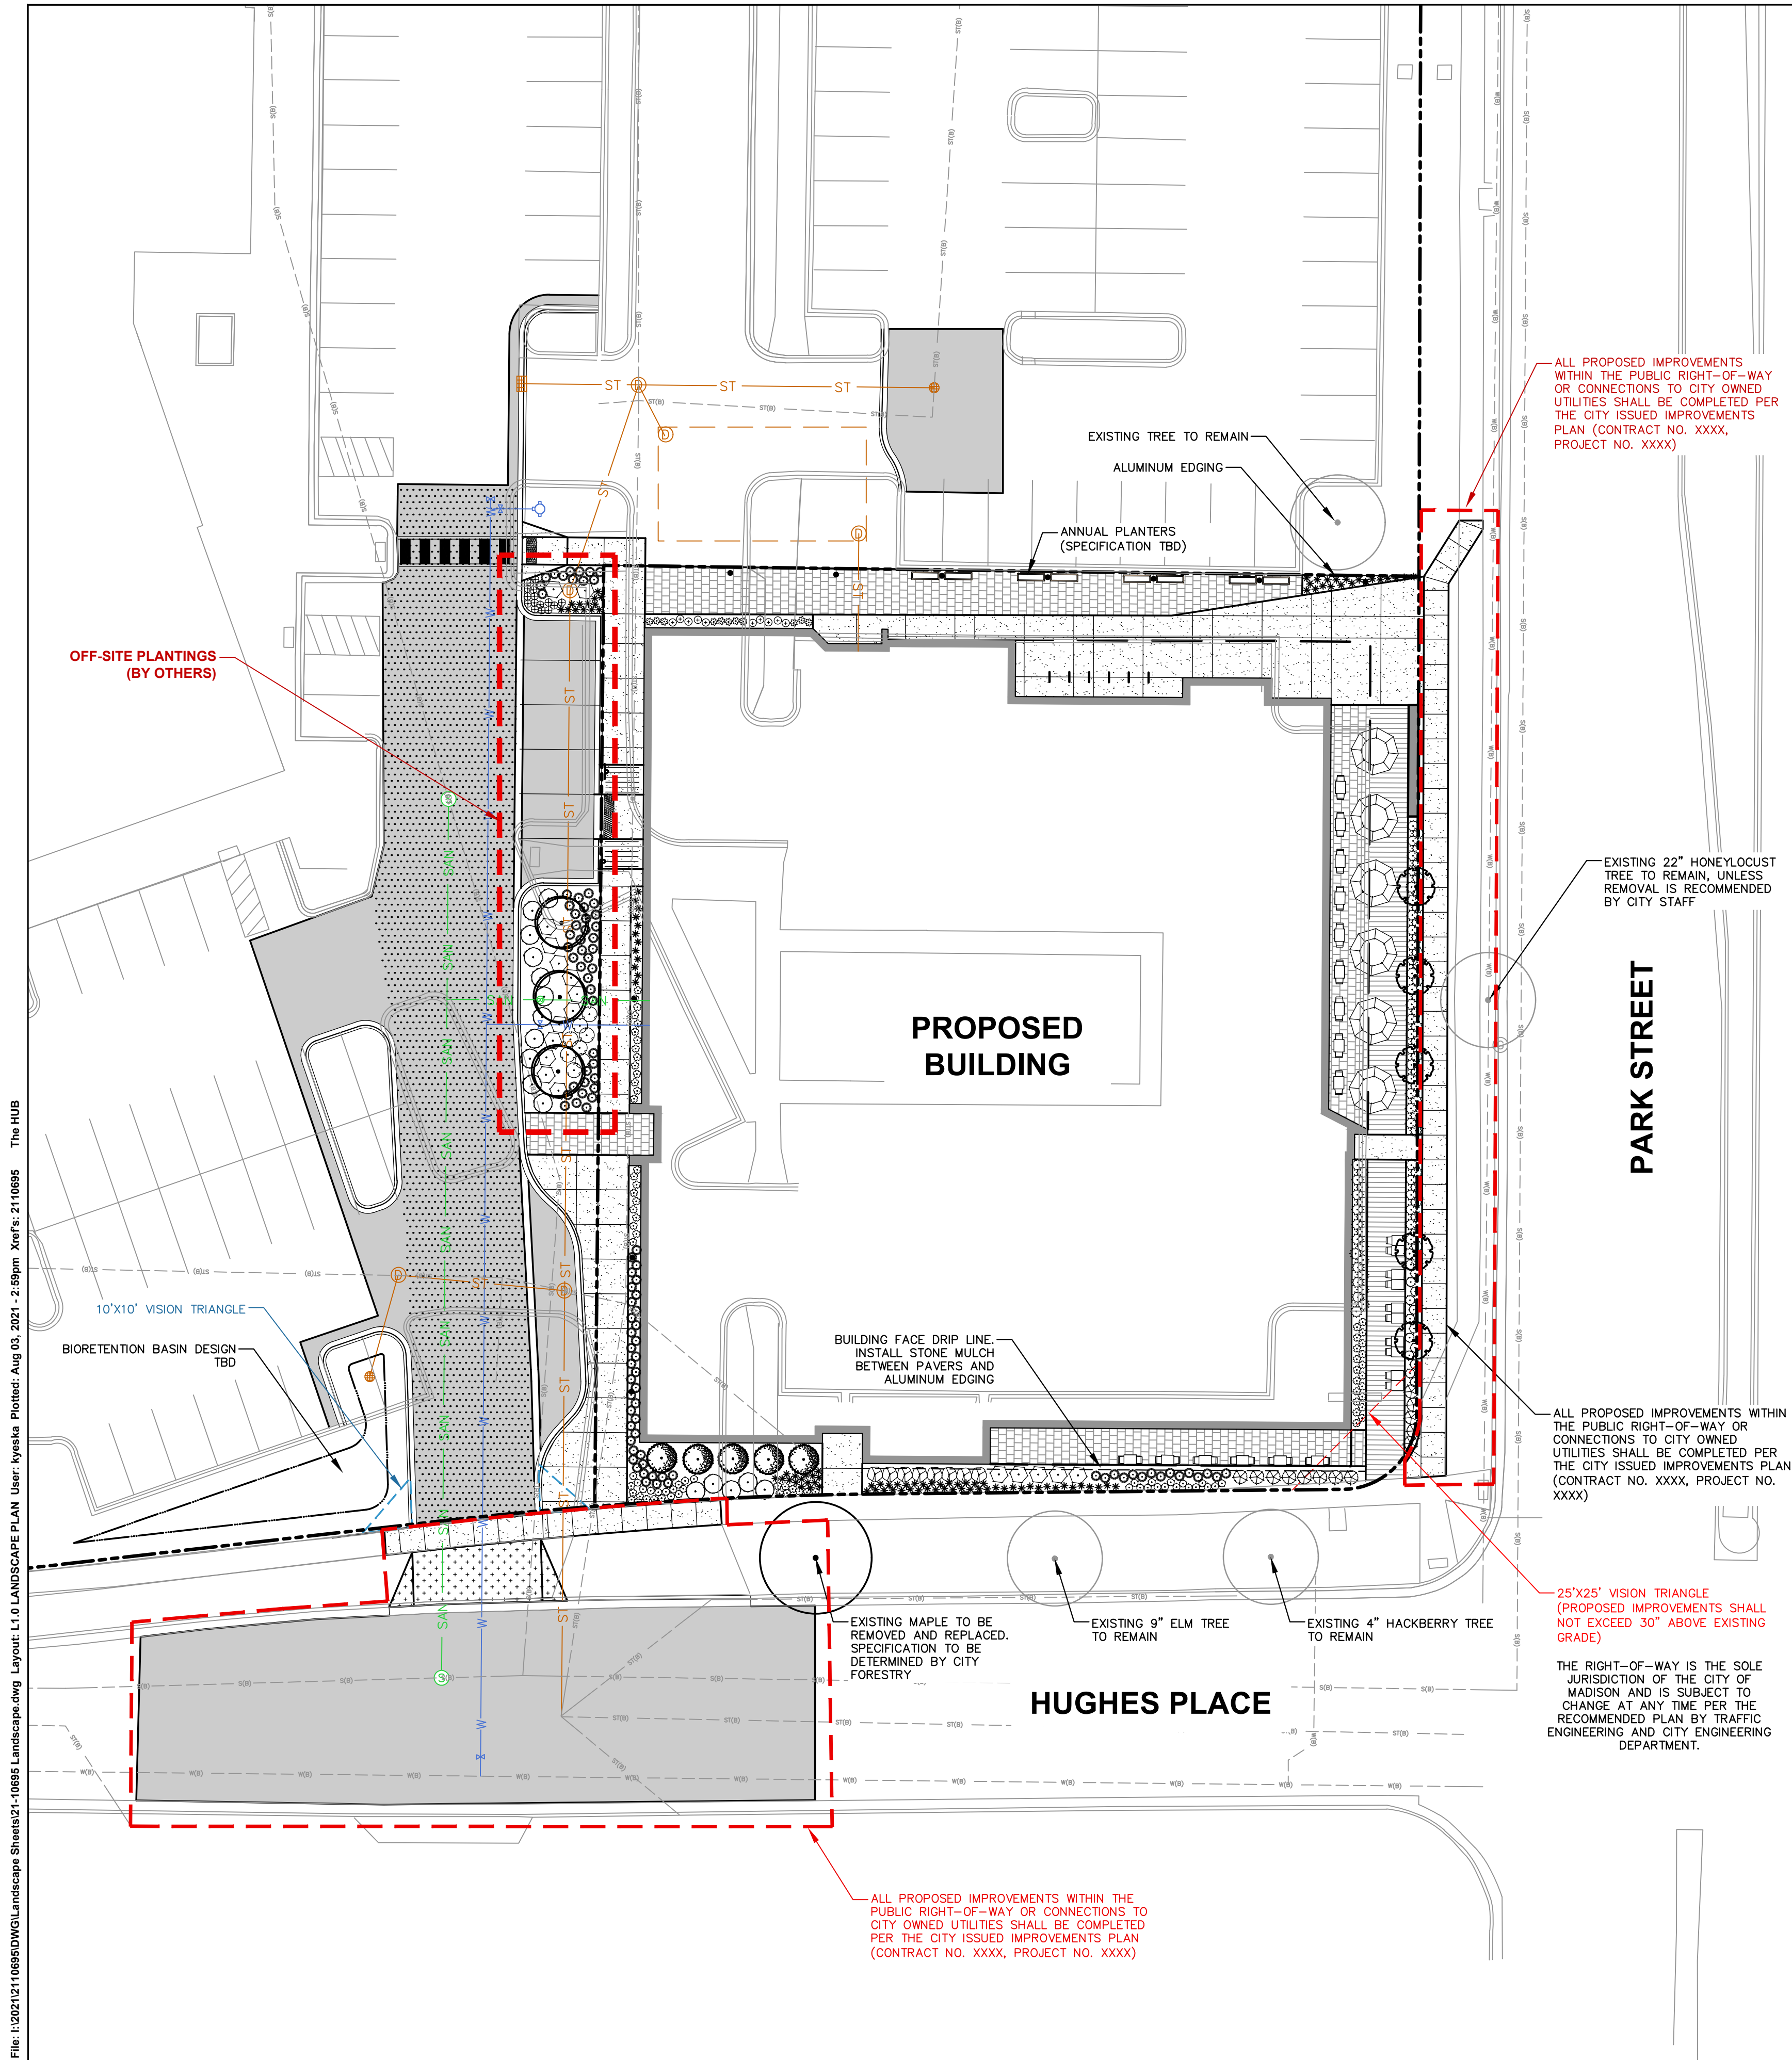 ALL PROPOSED IMPROVEMENTS
WITHIN THE PUBLIC RIGHT-OF-WAY
OR CONNECTIONS TO CITY OWNED
UTILITIES SHALL BE COMPLETED PER
THE CITY ISSUED IMPROVEMENTS
PLAN (CONTRACT NO. XXXX,
PROJECT NO. XXXX)
EXISTING TREE TO REMAIN
ALUMINUM EDGING
ANNUAL PLANTERS
(SPECIFICATION TBD)
OFF-SITE PLANTINGS
(BY OTHERS)
EXISTING 22" HONEYLOCUST
TREE TO REMAIN, UNLESS
REMOVAL IS RECOMMENDED
BY CITY STAFF
PARK STREET
PROPOSED
BUILDING
10'X10' VISION TRIANGLE
BIORETENTION BASIN DESIGN
TBD
BUILDING FACE DRIP LINE.
INSTALL STONE MULCH
BETWEEN PAVERS AND
ALUMINUM EDGING
ALL PROPOSED IMPROVEMENTS WITHIN
THE PUBLIC RIGHT-OF-WAY OR
CONNECTIONS TO CITY OWNED
UTILITIES SHALL BE COMPLETED PER
THE CITY ISSUED IMPROVEMENTS PLAN
(CONTRACT NO. XXXX, PROJECT NO.
XXXX)
EXISTING MAPLE TO BE
REMOVED AND REPLACED.
SPECIFICATION TO BE
DETERMINED BY CITY
FORESTRY
EXISTING 9" ELM TREE
TO REMAIN
EXISTING 4" HACKBERRY TREE
TO REMAIN
25'X25' VISION TRIANGLE
(PROPOSED IMPROVEMENTS SHALL
NOT EXCEED 30" ABOVE EXISTING
GRADE)
THE RIGHT-OF-WAY IS THE SOLE
JURISDICTION OF THE CITY OF
MADISON AND IS SUBJECT TO
CHANGE AT ANY TIME PER THE
RECOMMENDED PLAN BY TRAFFIC
ENGINEERING AND CITY ENGINEERING
DEPARTMENT.
HUGHES PLACE
ALL PROPOSED IMPROVEMENTS WITHIN THE
PUBLIC RIGHT-OF-WAY OR CONNECTIONS TO
CITY OWNED UTILITIES SHALL BE COMPLETED
PER THE CITY ISSUED IMPROVEMENTS PLAN
(CONTRACT NO. XXXX, PROJECT NO. XXXX)
File: I:\2021\2110695\DWG\Landscape Sheets\21-10695 Landscape.dwg Layout: L1.0 LANDSCAPE PLAN User: kyeska Plotted: Aug 03, 2021 - 2:59pm Xref's: 2110695 The HUB
ST ST ST
ST
SAN
W
S(B)
ST(B)
W(B)